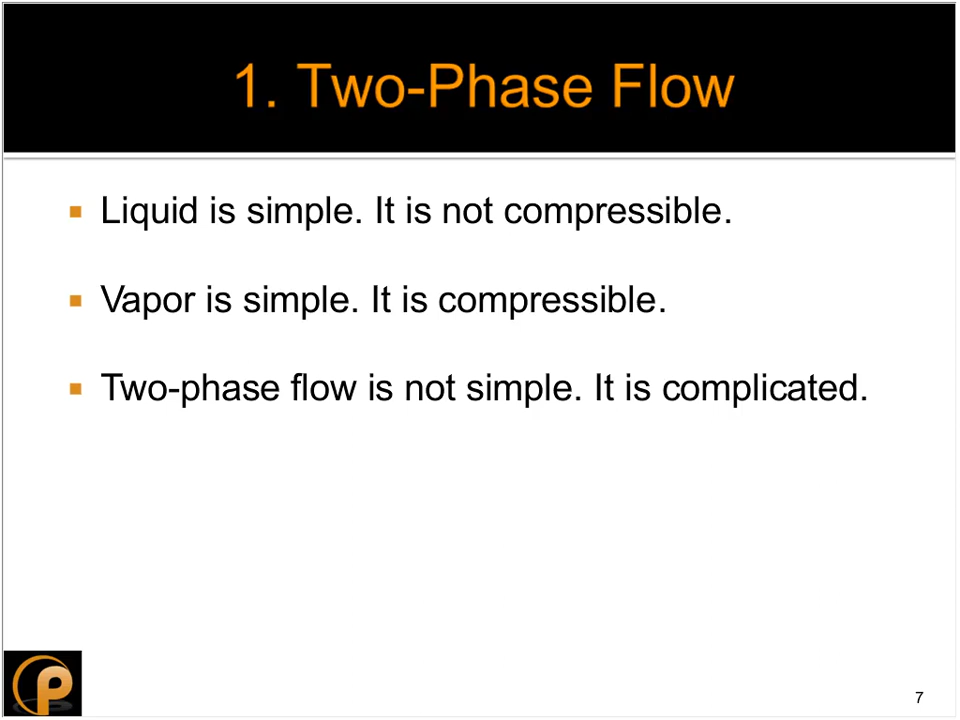 1. Two-Phase Flow
Liquid is simple. It is not compressible.
Vapor is simple. It is compressible.
Two-phase flow is not simple. It is complicated.
P
7